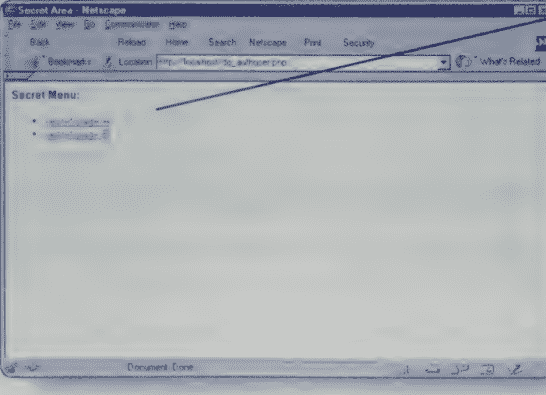 Secret Area - Netscape
File Edit View Go Communicator Help
Back Reload Home Search Netscape Print Security
Bookmarks Location What's Related
Secret Menu:
Document: Done